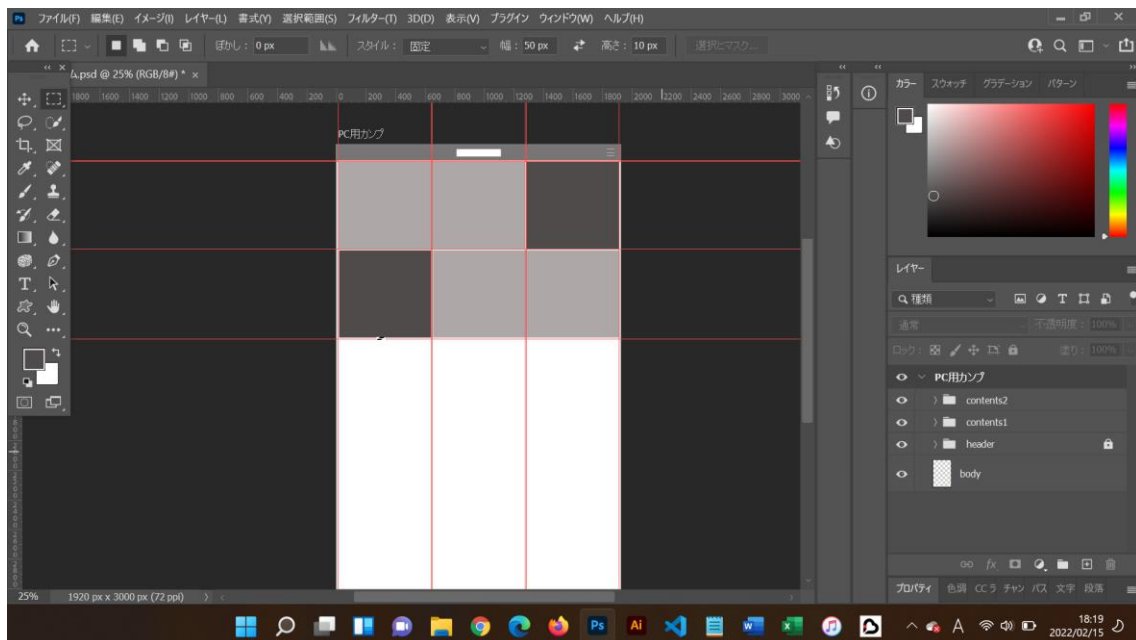 Ps ファイル(F) 編集(E) イメージ(I) レイヤー(L) 書式(Y) 選択範囲(S) フィルター(T) 3D(D) 表示(V) プラグイン ウィンドウ(W) ヘルプ(H)
ぼかし： 0 px スタイル： 固定 幅： 50 px 高さ： 10 px 選択とマスク...
.psd @ 25% (RGB/8#) * ×
1800 1600 1400 1200 1000 800 600 400 200 0 200 400 600 800 1000 1200 1400 1600 1800 2000 2200 2400 2600 2800 3000
PC用カンプ
カラー スウォッチ グラデーション パターン
レイヤー
種類
通常 不透明度： 100%
ロック： 塗り： 100%
PC用カンプ
contents2
contents1
header
body
fx
プロパティ 色調 CC 5 チャン パス 文字 段落
25% 1920 px x 3000 px (72 ppi)
Ps Ai
A
18:19
2022/02/15